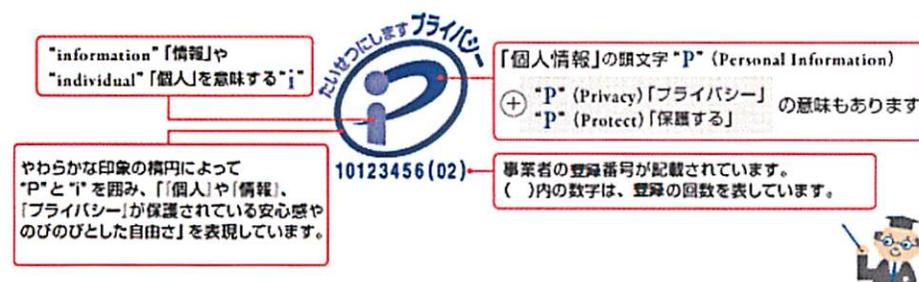 "information"「情報」や
"individual"「個人」を意味する"i"
たいせつにしますプライバシー
10123456(02)
「個人情報」の頭文字"P"（Personal Information）
⊕ "P"（Privacy）「プライバシー」
"P"（Protect）「保護する」
の意味もあります
やわらかな印象の楕円によって
"P"と"i"を囲み、「『個人』や『情報』、
『プライバシー』が保護されている安心感や
のびのびとした自由さ」を表現しています。
事業者の登録番号が記載されています。
（　）内の数字は、登録の回数を表しています。